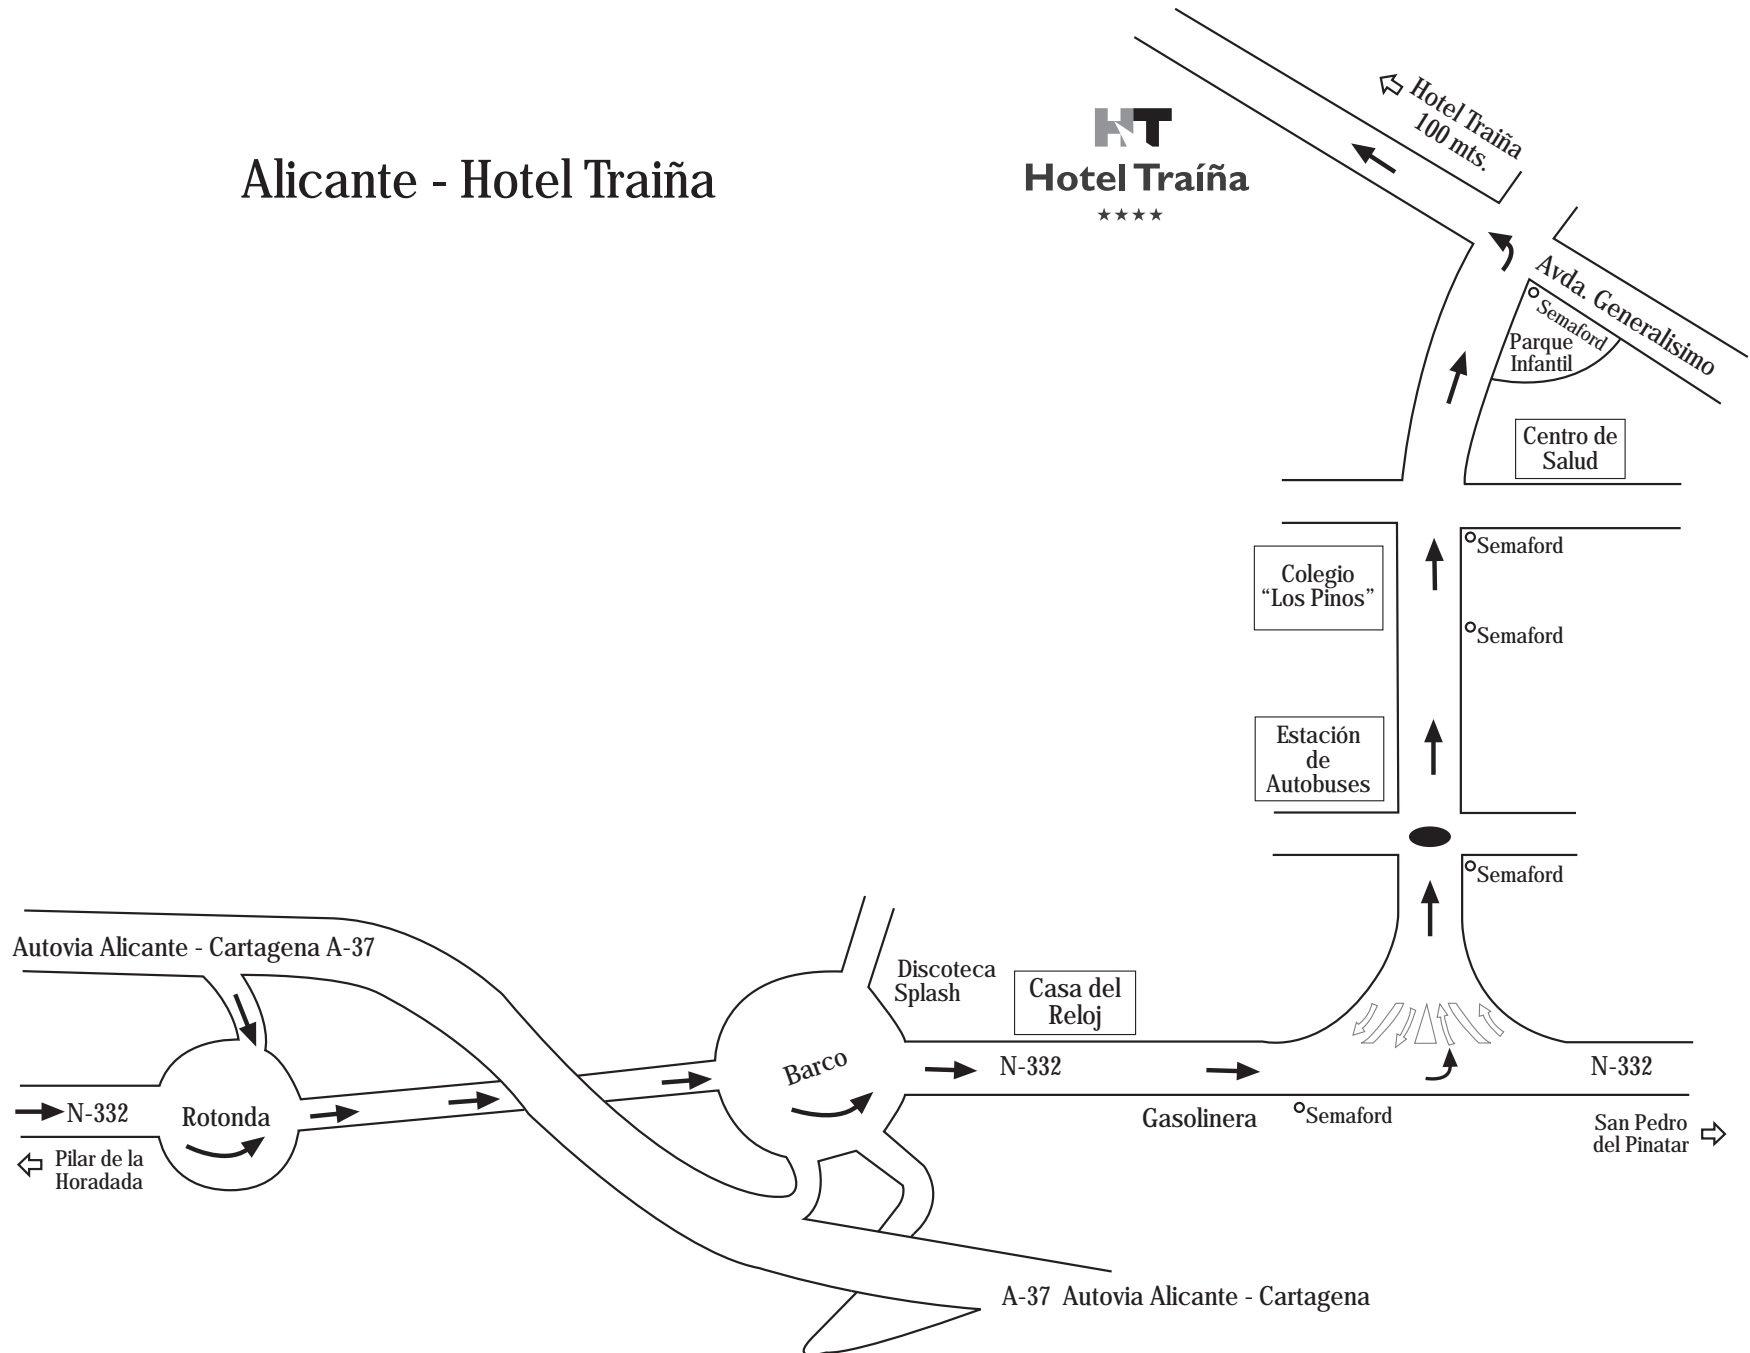 Alicante - Hotel Traiña
HT
Hotel Traíña
★★★★
Hotel Traiña
100 mts.
Avda. Generalisimo
Semaford
Parque
Infantil
Centro de
Salud
Semaford
Colegio
“Los Pinos”
Semaford
Estación
de
Autobuses
Semaford
Autovia Alicante - Cartagena A-37
Discoteca
Splash
Casa del
Reloj
Barco
N-332
N-332
N-332
Rotonda
Gasolinera
Semaford
San Pedro
del Pinatar
Pilar de la
Horadada
A-37 Autovia Alicante - Cartagena